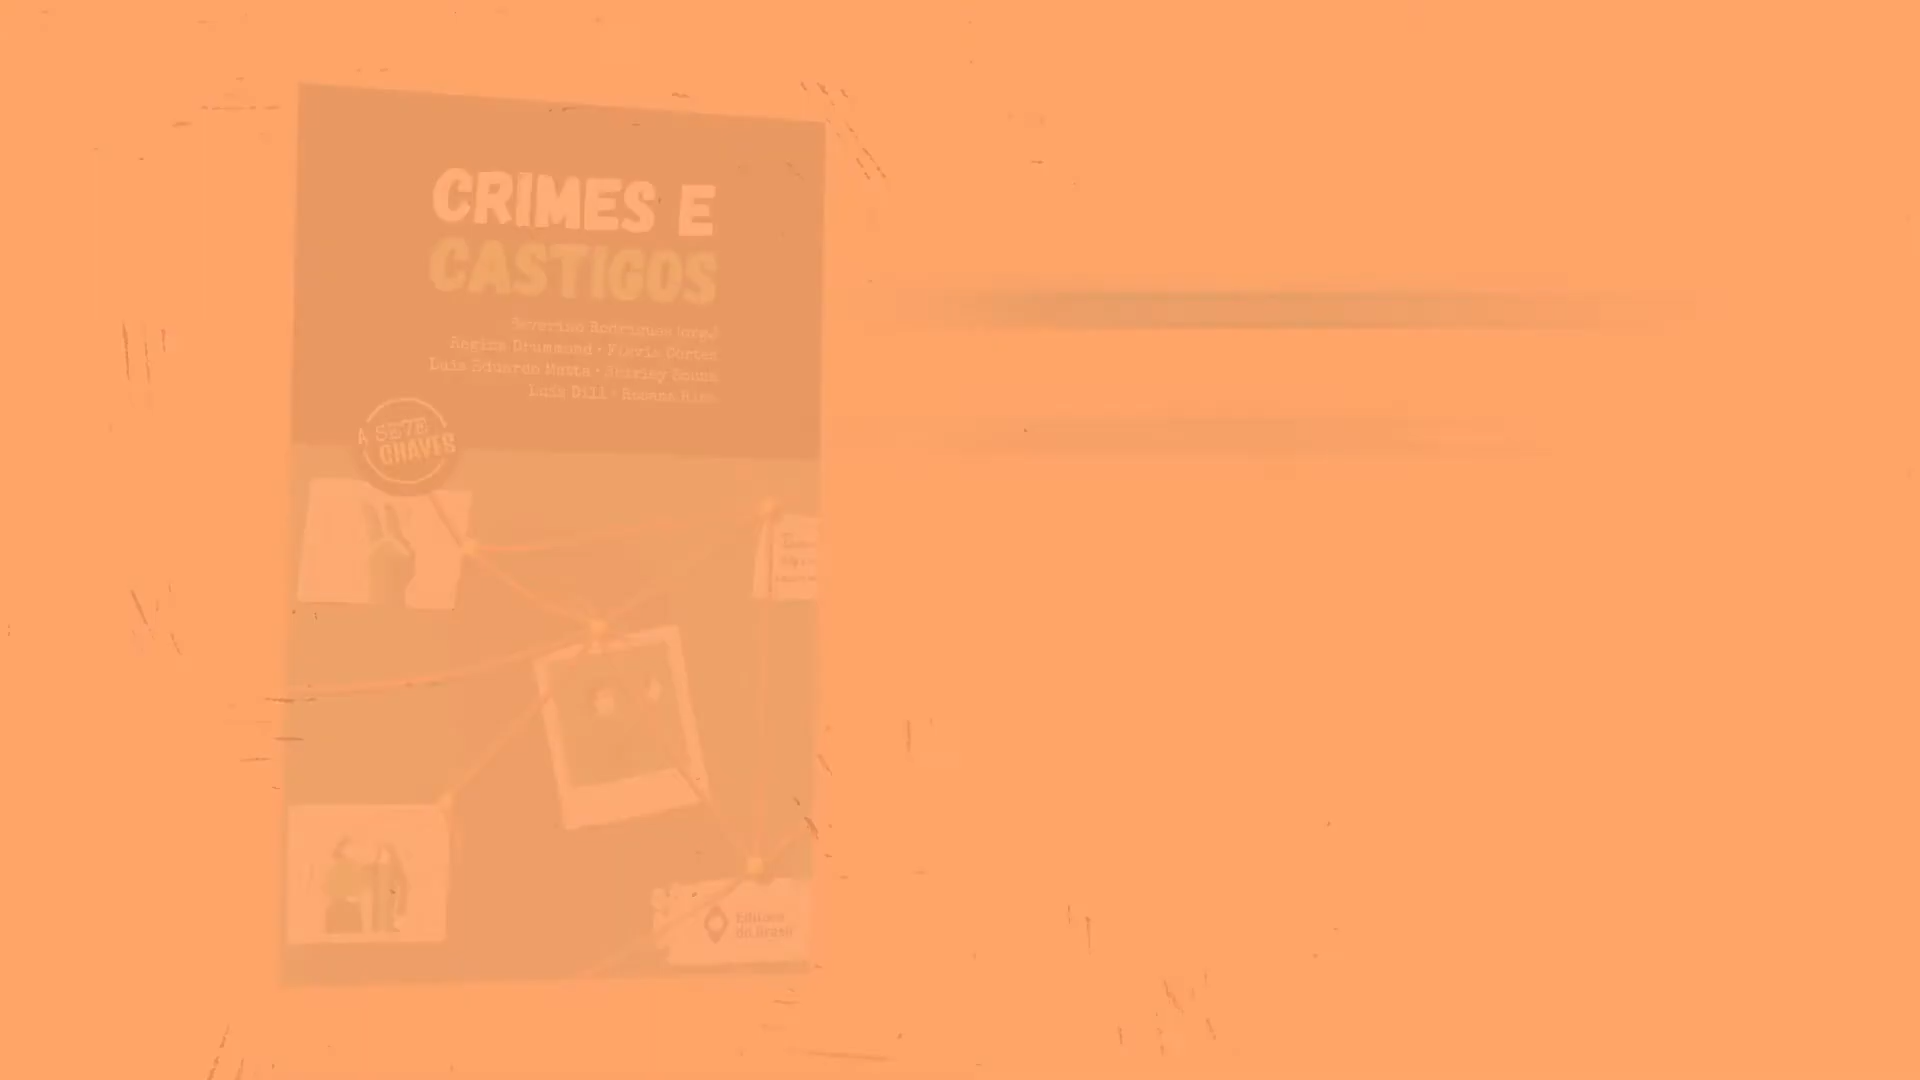 CRIMES E
CASTIGOS
Severino Rodrigues (org.)
Regina Drummond • Flávia Côrtes
Luis Eduardo Matta • Shirley Souza
Luís Dill • Rosana Rios
A SETE
CHAVES
Editora
do Brasil